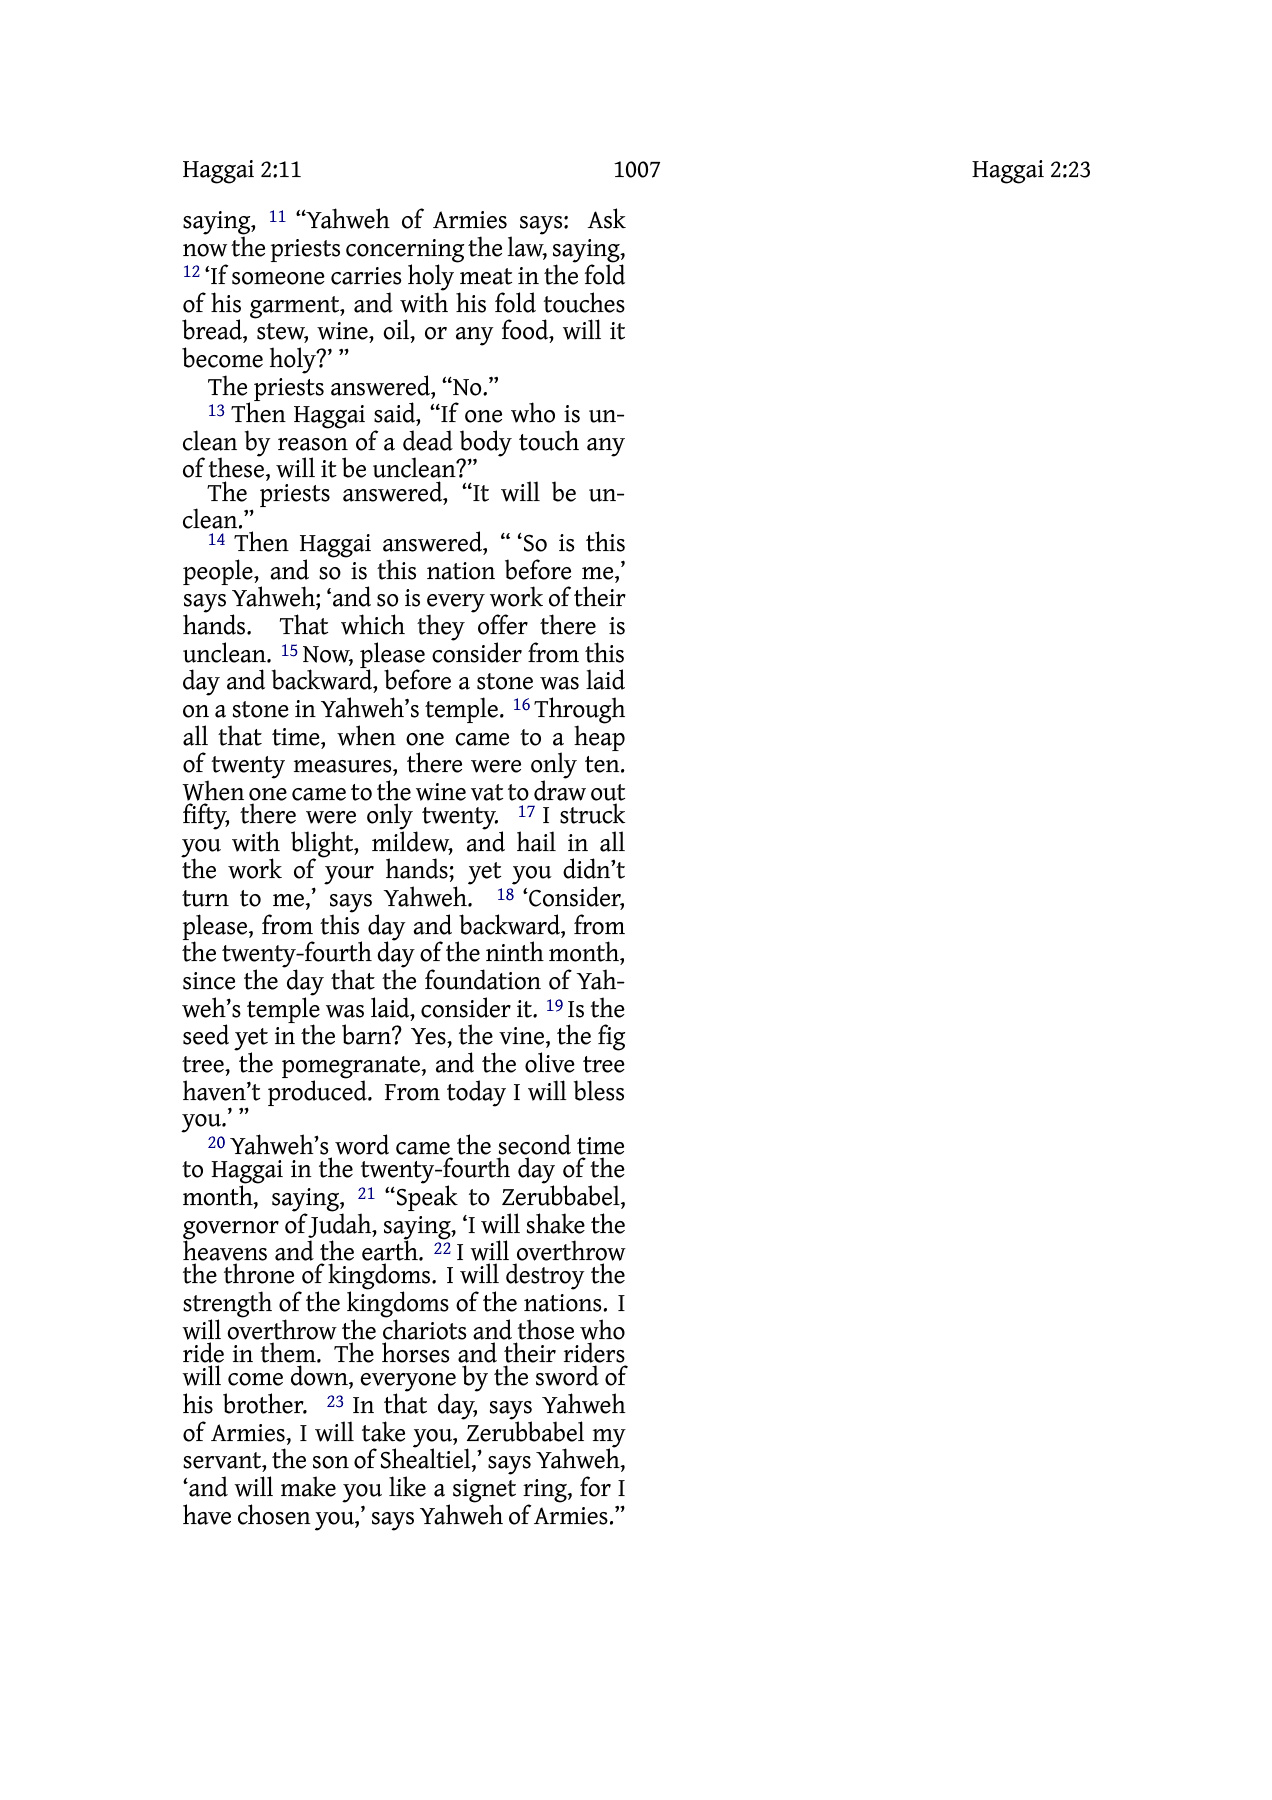 Haggai 2:11 1007 Haggai 2:23
saying, 11 “Yahweh of Armies says: Ask
now the priests concerning the law, saying,
12 ‘If someone carries holy meat in the fold
of his garment, and with his fold touches
bread, stew, wine, oil, or any food, will it
become holy?’ ”
The priests answered, “No.”
13 Then Haggai said, “If one who is un-
clean by reason of a dead body touch any
of these, will it be unclean?”
The priests answered, “It will be un-
clean.”
14 Then Haggai answered, “ ‘So is this
people, and so is this nation before me,’
says Yahweh; ‘and so is every work of their
hands. That which they offer there is
unclean. 15 Now, please consider from this
day and backward, before a stone was laid
on a stone in Yahweh’s temple. 16 Through
all that time, when one came to a heap
of twenty measures, there were only ten.
When one came to the wine vat to draw out
fifty, there were only twenty. 17 I struck
you with blight, mildew, and hail in all
the work of your hands; yet you didn’t
turn to me,’ says Yahweh. 18 ‘Consider,
please, from this day and backward, from
the twenty-fourth day of the ninth month,
since the day that the foundation of Yah-
weh’s temple was laid, consider it. 19 Is the
seed yet in the barn? Yes, the vine, the fig
tree, the pomegranate, and the olive tree
haven’t produced. From today I will bless
you.’ ”
20 Yahweh’s word came the second time
to Haggai in the twenty-fourth day of the
month, saying, 21 “Speak to Zerubbabel,
governor of Judah, saying, ‘I will shake the
heavens and the earth. 22 I will overthrow
the throne of kingdoms. I will destroy the
strength of the kingdoms of the nations. I
will overthrow the chariots and those who
ride in them. The horses and their riders
will come down, everyone by the sword of
his brother. 23 In that day, says Yahweh
of Armies, I will take you, Zerubbabel my
servant, the son of Shealtiel,’ says Yahweh,
‘and will make you like a signet ring, for I
have chosen you,’ says Yahweh of Armies.”